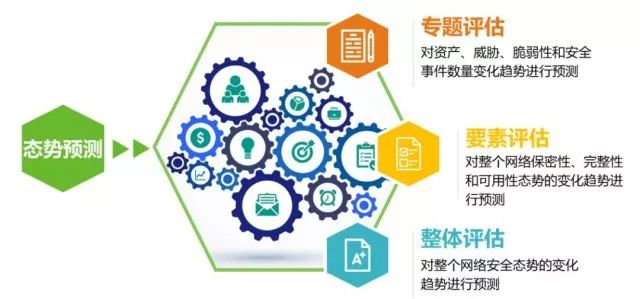 态势预测
专题评估
对资产、威胁、脆弱性和安全
事件数量变化趋势进行预测
要素评估
对整个网络保密性、完整性
和可用性态势的变化趋势进
行预测
整体评估
对整个网络安全态势的变化
趋势进行预测
$
A+